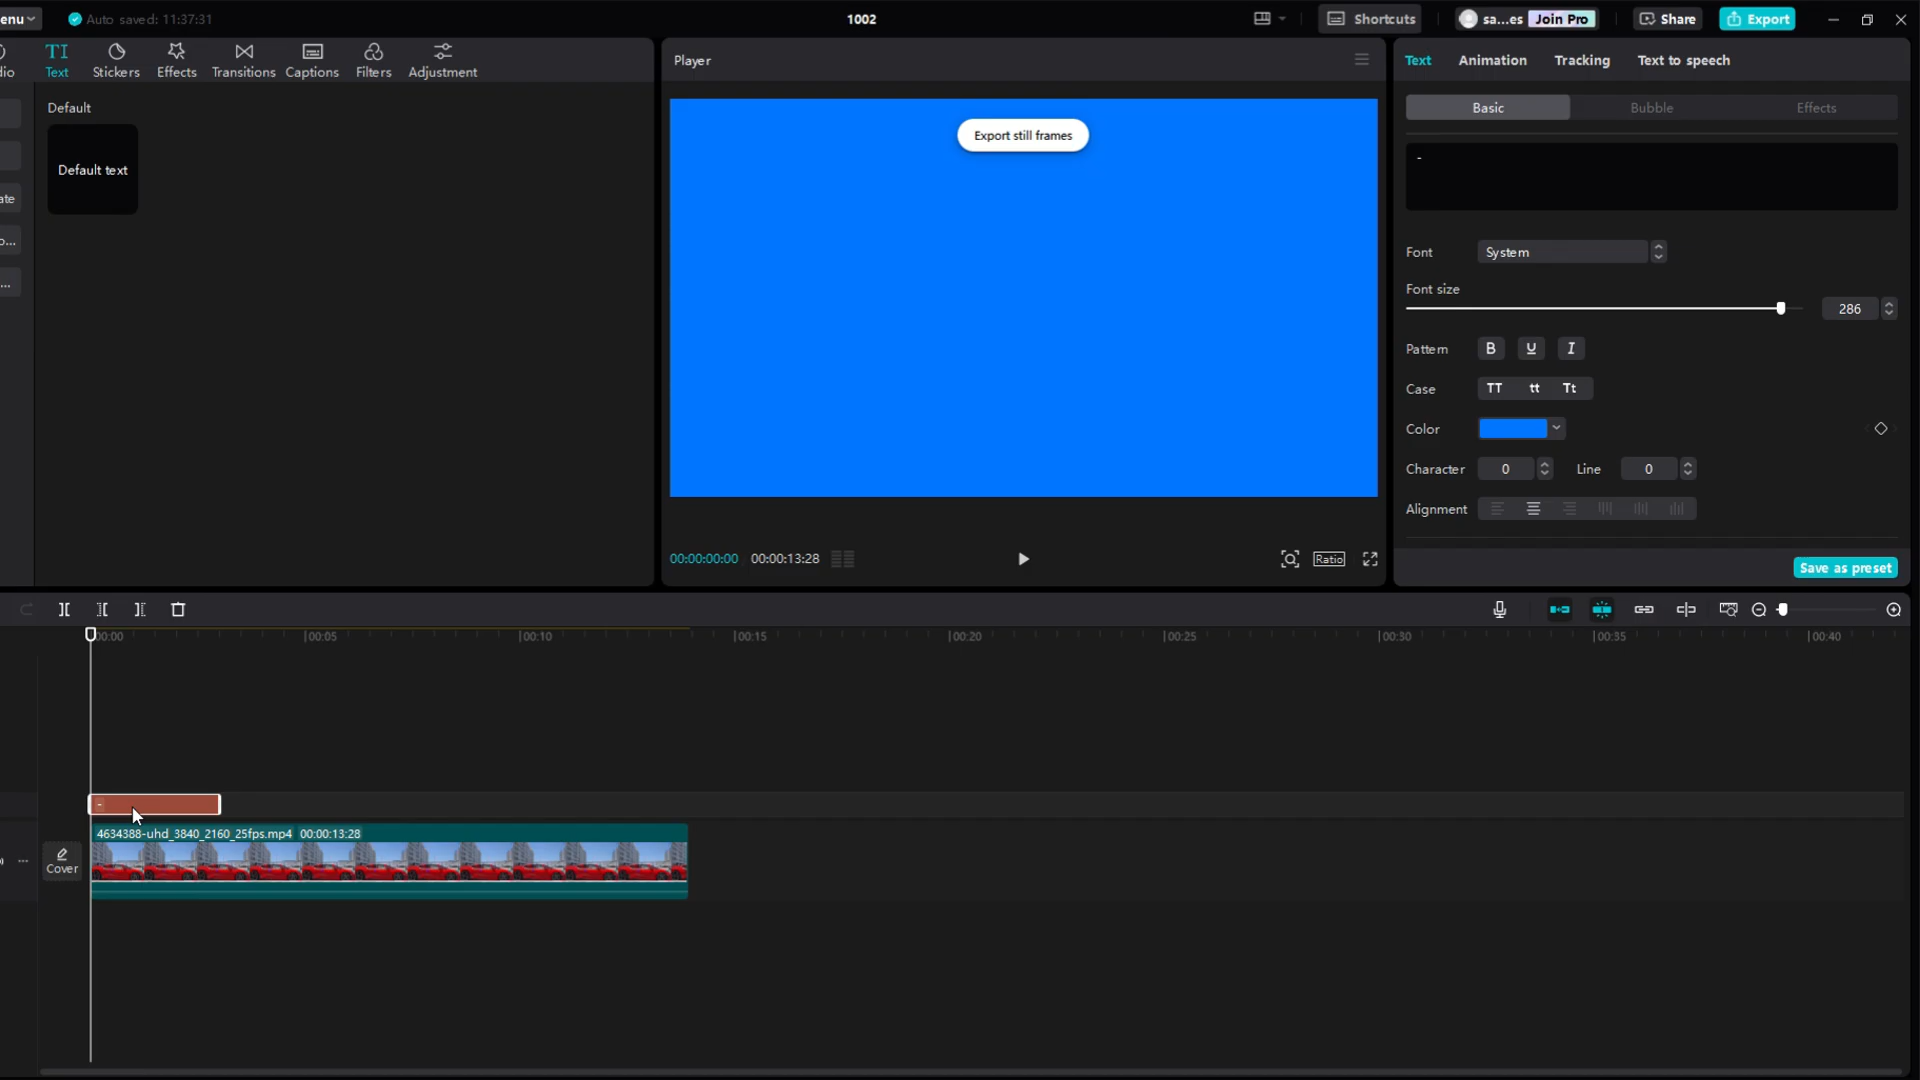 enu
Auto saved: 11:37:31
1002
Shortcuts
sa...es
Join Pro
Share
Export
dio
TI
Text
Stickers
Effects
Transitions
Captions
Filters
Adjustment
Default
Default text
ate
o...
...
Player
Export still frames
00:00:00:00
00:00:13:28
Ratio
Text
Animation
Tracking
Text to speech
Basic
Bubble
Effects
-
Font
System
Font size
286
Pattern
B
U
I
Case
TT
tt
Tt
Color
Character
0
Line
0
Alignment
Save as preset
00:00
00:05
00:10
00:15
00:20
00:25
00:30
00:35
00:40
-
4634388-uhd_3840_2160_25fps.mp4 00:00:13:28
Cover